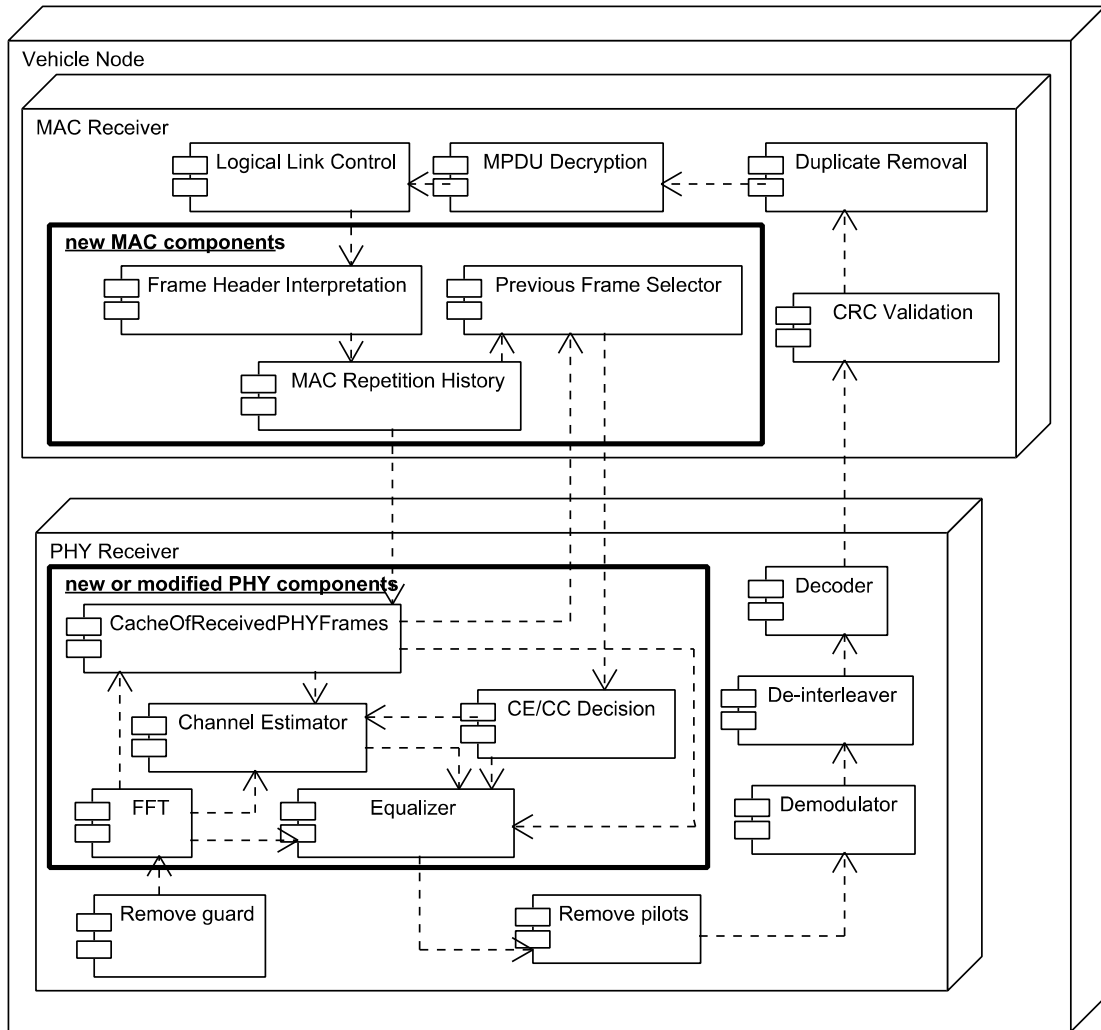 Vehicle Node
MAC Receiver
Logical Link Control
MPDU Decryption
Duplicate Removal
new MAC components
Frame Header Interpretation
Previous Frame Selector
CRC Validation
MAC Repetition History
PHY Receiver
new or modified PHY components
Decoder
CacheOfReceivedPHYFrames
De-interleaver
Channel Estimator
CE/CC Decision
FFT
Equalizer
Demodulator
Remove guard
Remove pilots